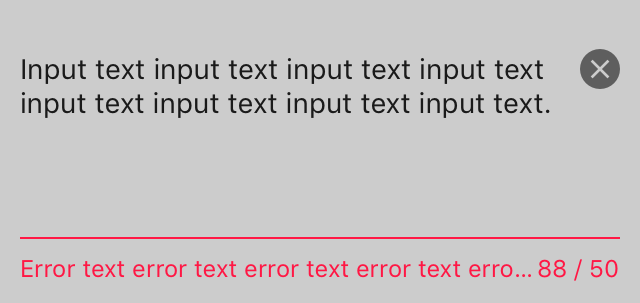 Input text input text input text input text
input text input text input text input text.
Error text error text error text error text erro... 88 / 50